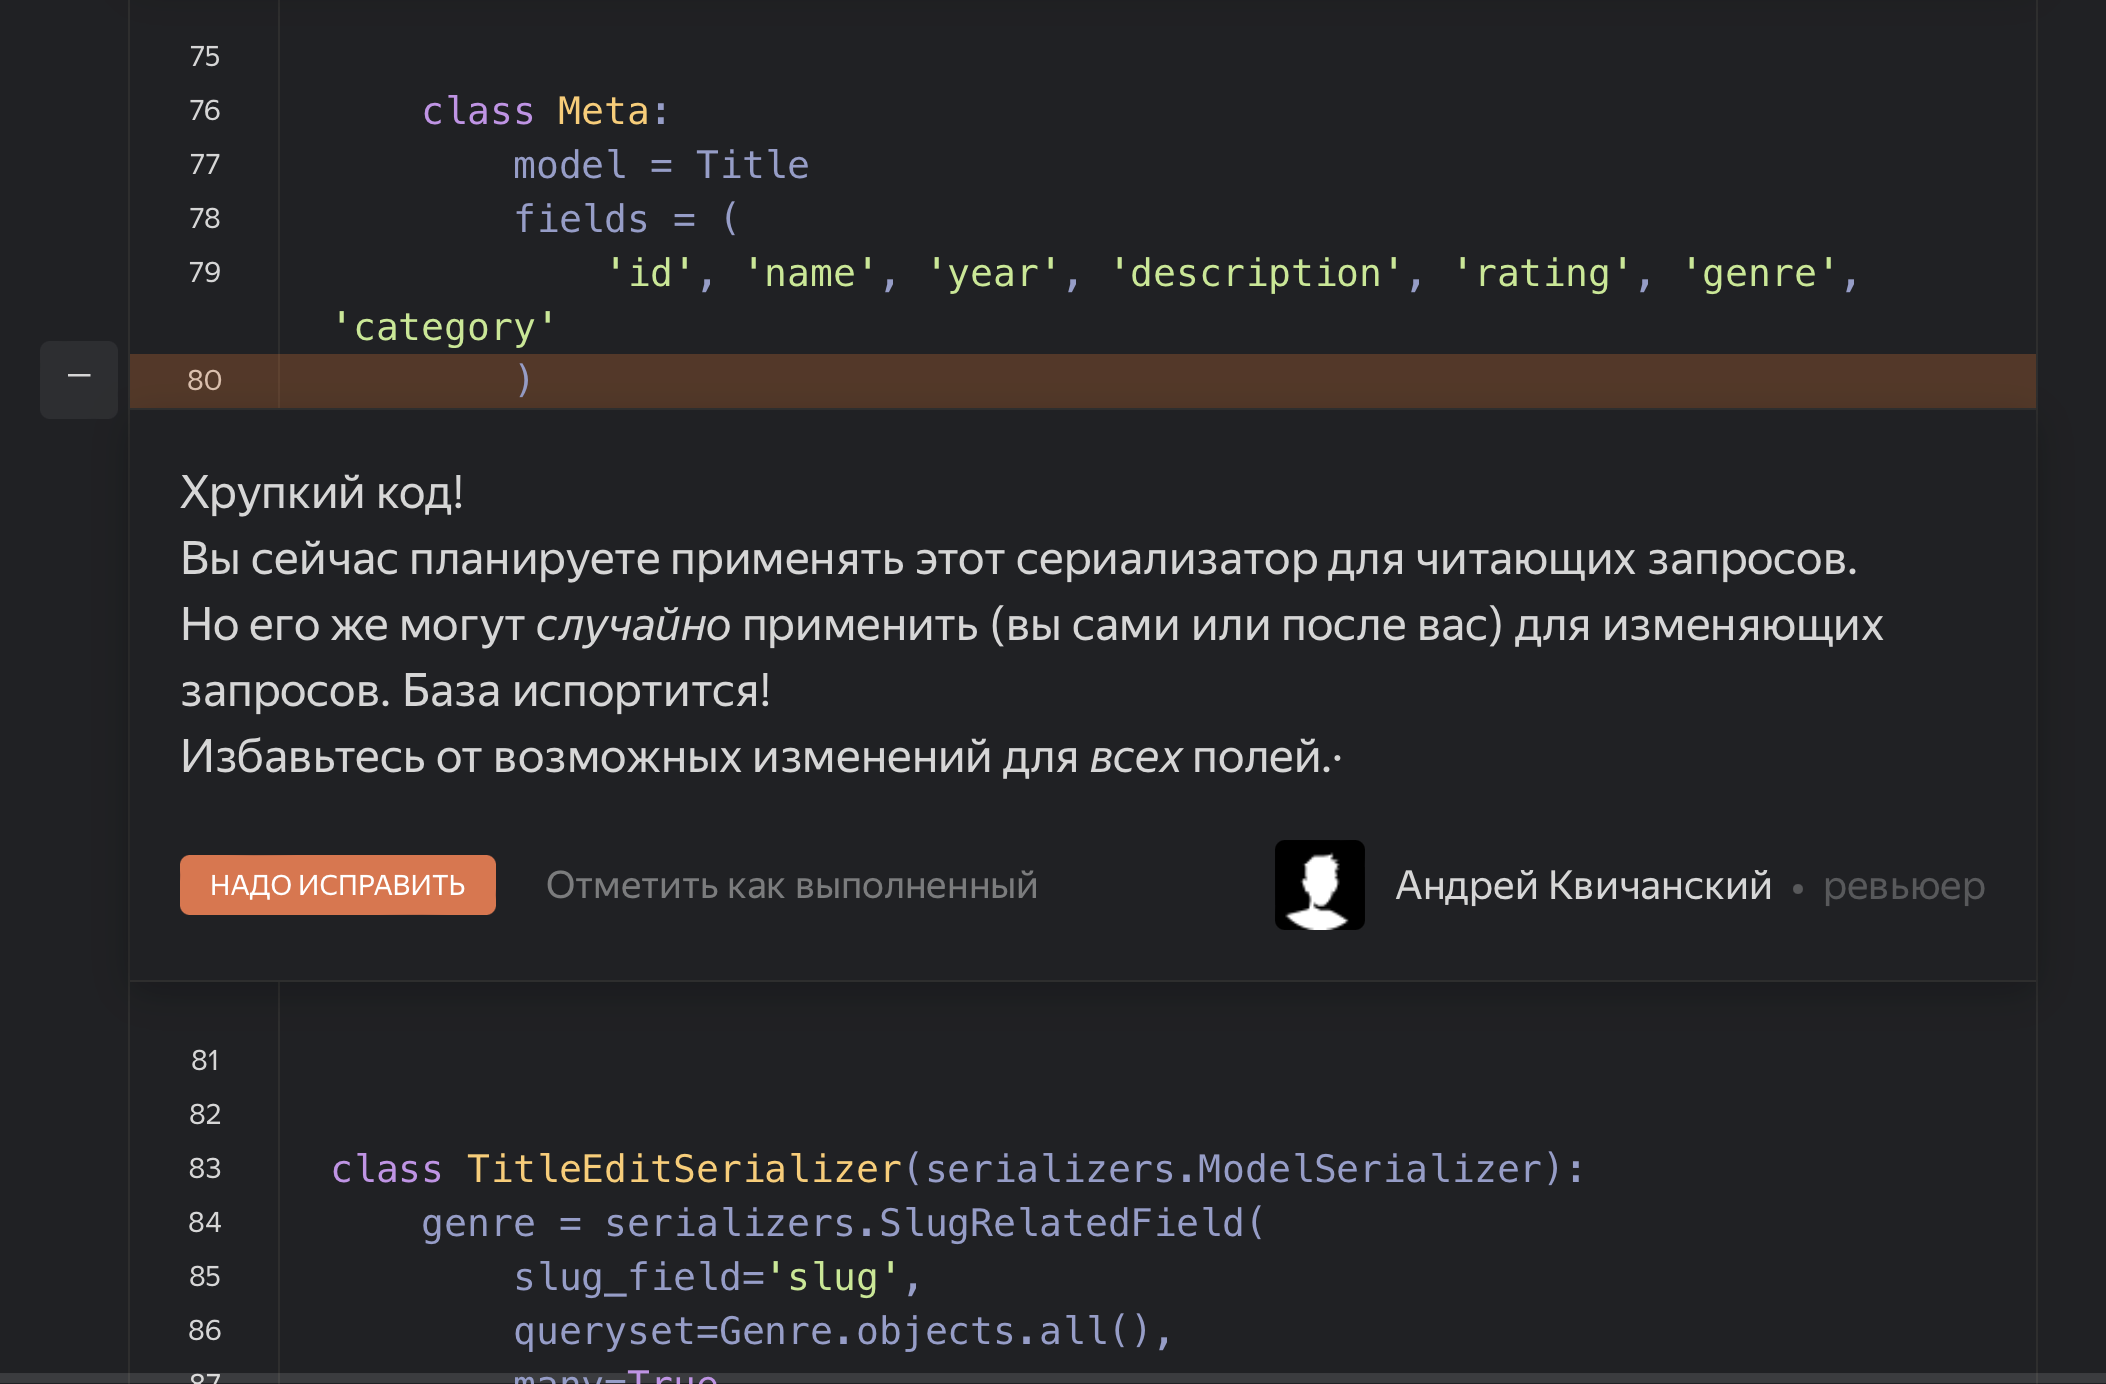 75
76 class Meta:
77 model = Title
78 fields = (
79 'id', 'name', 'year', 'description', 'rating', 'genre',
'category'
80 )
Хрупкий код!
Вы сейчас планируете применять этот сериализатор для читающих запросов.
Но его же могут случайно применить (вы сами или после вас) для изменяющих
запросов. База испортится!
Избавьтесь от возможных изменений для всех полей.·
НАДО ИСПРАВИТЬ Отметить как выполненный Андрей Квичанский • ревьюер
81
82
83 class TitleEditSerializer(serializers.ModelSerializer):
84 genre = serializers.SlugRelatedField(
85 slug_field='slug',
86 queryset=Genre.objects.all(),
87 many=True